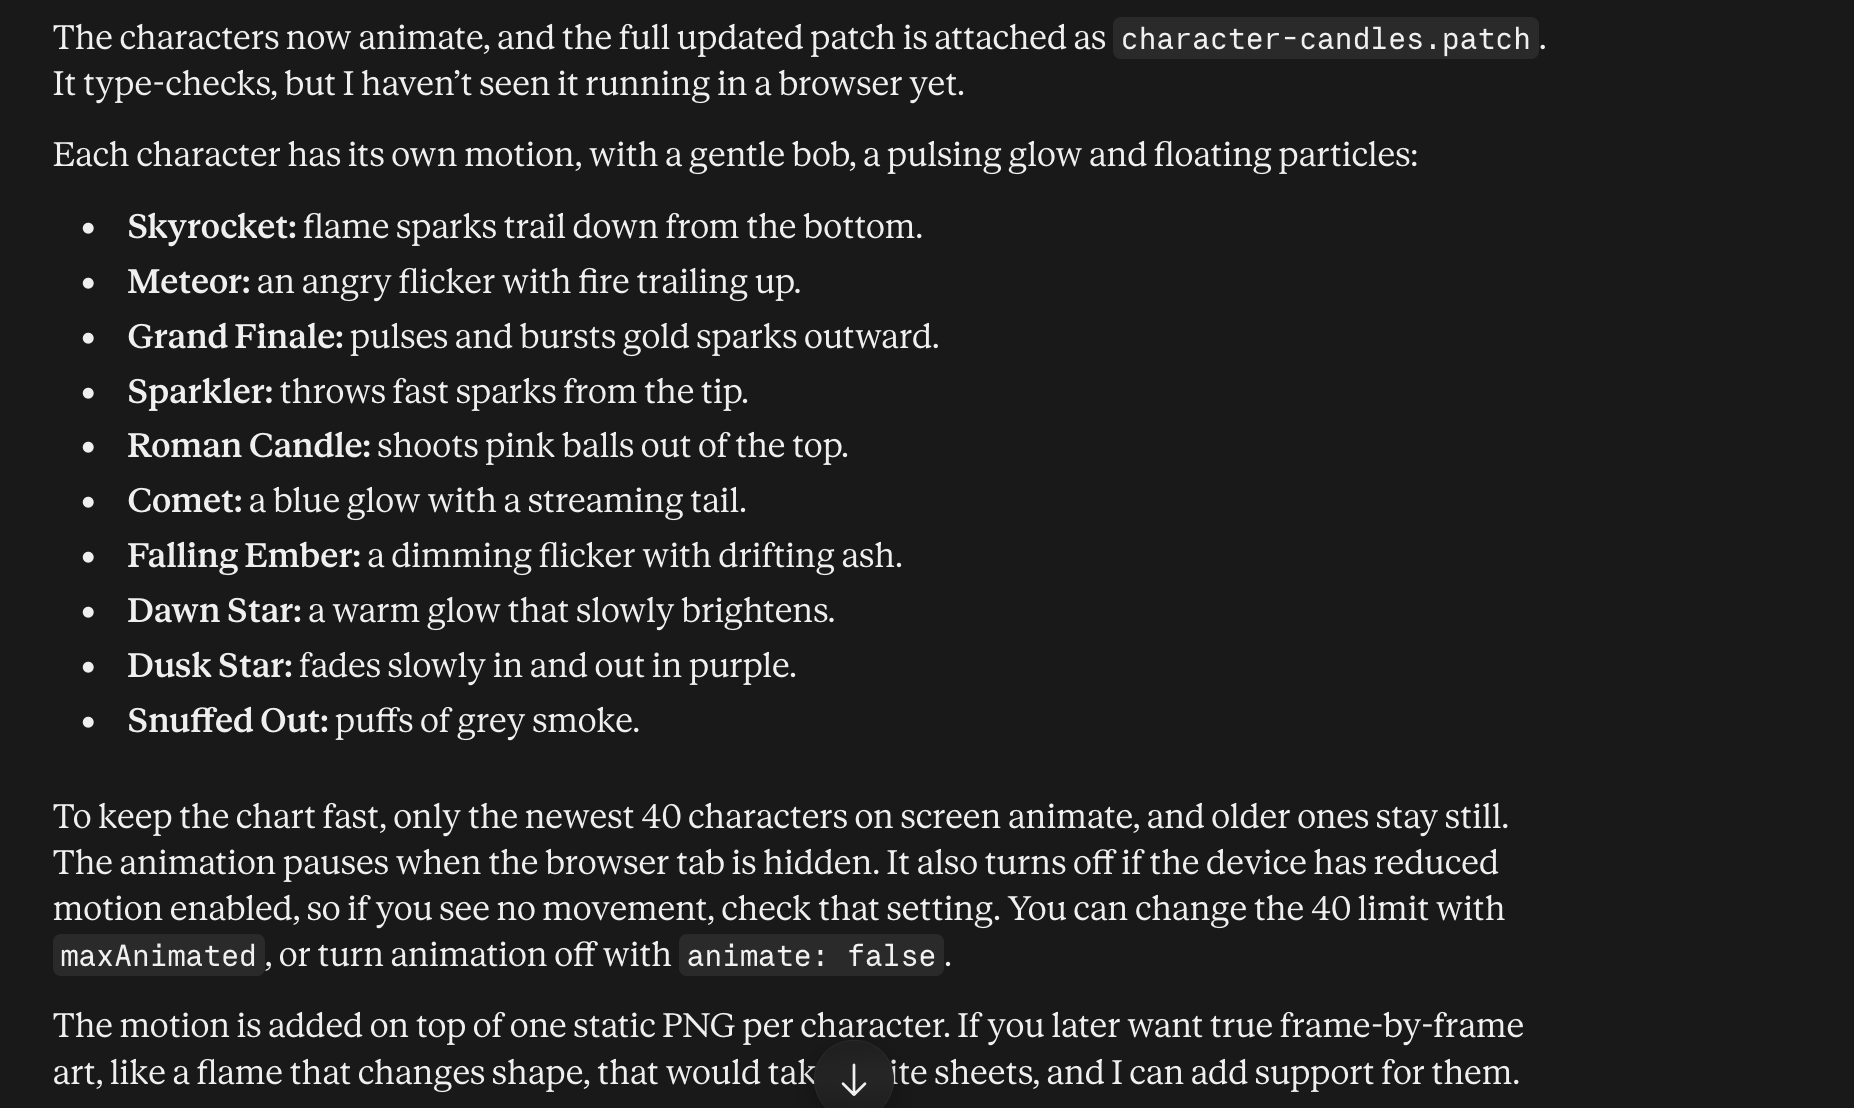 The characters now animate, and the full updated patch is attached as character-candles.patch.
It type-checks, but I haven’t seen it running in a browser yet.
Each character has its own motion, with a gentle bob, a pulsing glow and floating particles:
• Skyrocket: flame sparks trail down from the bottom.
• Meteor: an angry flicker with fire trailing up.
• Grand Finale: pulses and bursts gold sparks outward.
• Sparkler: throws fast sparks from the tip.
• Roman Candle: shoots pink balls out of the top.
• Comet: a blue glow with a streaming tail.
• Falling Ember: a dimming flicker with drifting ash.
• Dawn Star: a warm glow that slowly brightens.
• Dusk Star: fades slowly in and out in purple.
• Snuffed Out: puffs of grey smoke.
To keep the chart fast, only the newest 40 characters on screen animate, and older ones stay still.
The animation pauses when the browser tab is hidden. It also turns off if the device has reduced
motion enabled, so if you see no movement, check that setting. You can change the 40 limit with
maxAnimated, or turn animation off with animate: false.
The motion is added on top of one static PNG per character. If you later want true frame-by-frame
art, like a flame that changes shape, that would sheets, and I can add support for them.